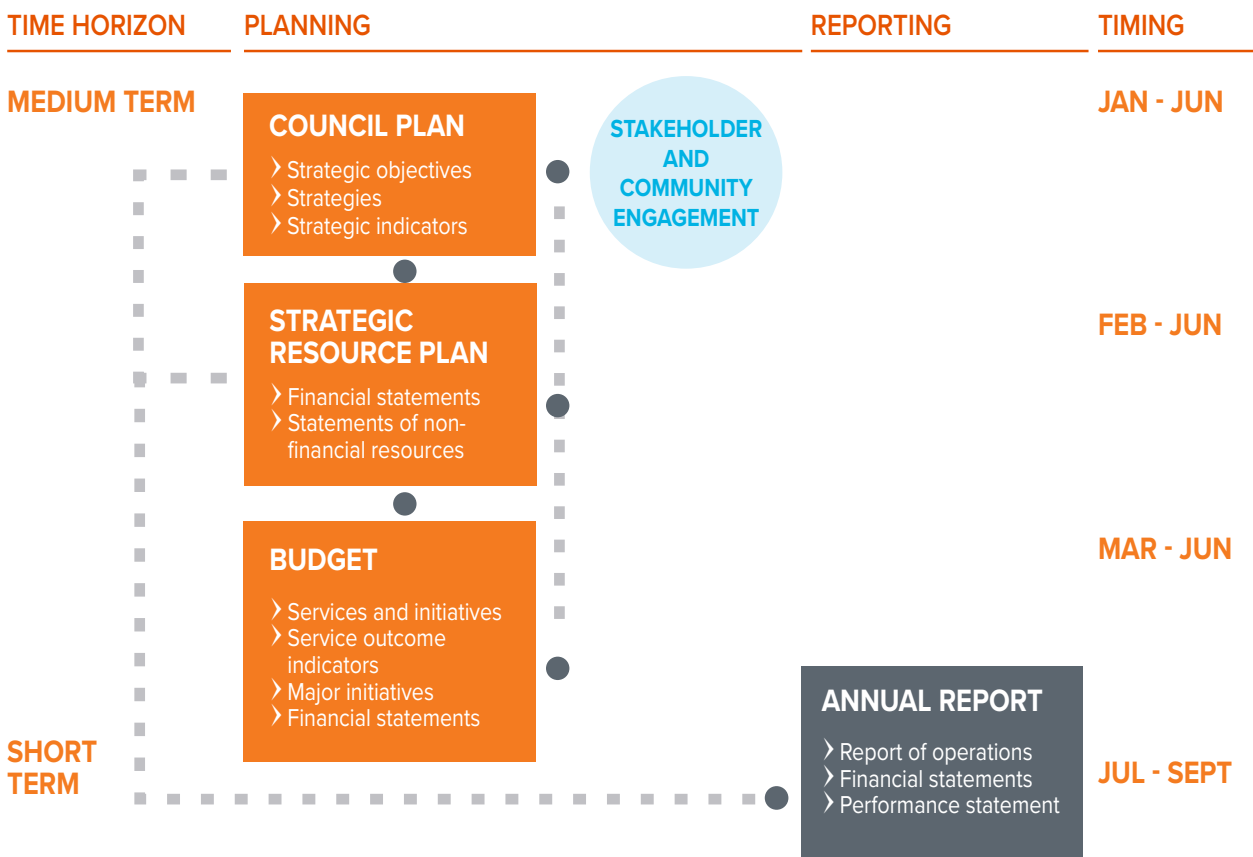 TIME HORIZON
PLANNING
REPORTING
TIMING
MEDIUM TERM
COUNCIL PLAN
Strategic objectives
Strategies
Strategic indicators
STAKEHOLDER
AND
COMMUNITY
ENGAGEMENT
JAN - JUN
STRATEGIC
RESOURCE PLAN
Financial statements
Statements of non-
financial resources
FEB - JUN
BUDGET
Services and initiatives
Service outcome
indicators
Major initiatives
Financial statements
MAR - JUN
SHORT
TERM
ANNUAL REPORT
Report of operations
Financial statements
Performance statement
JUL - SEPT